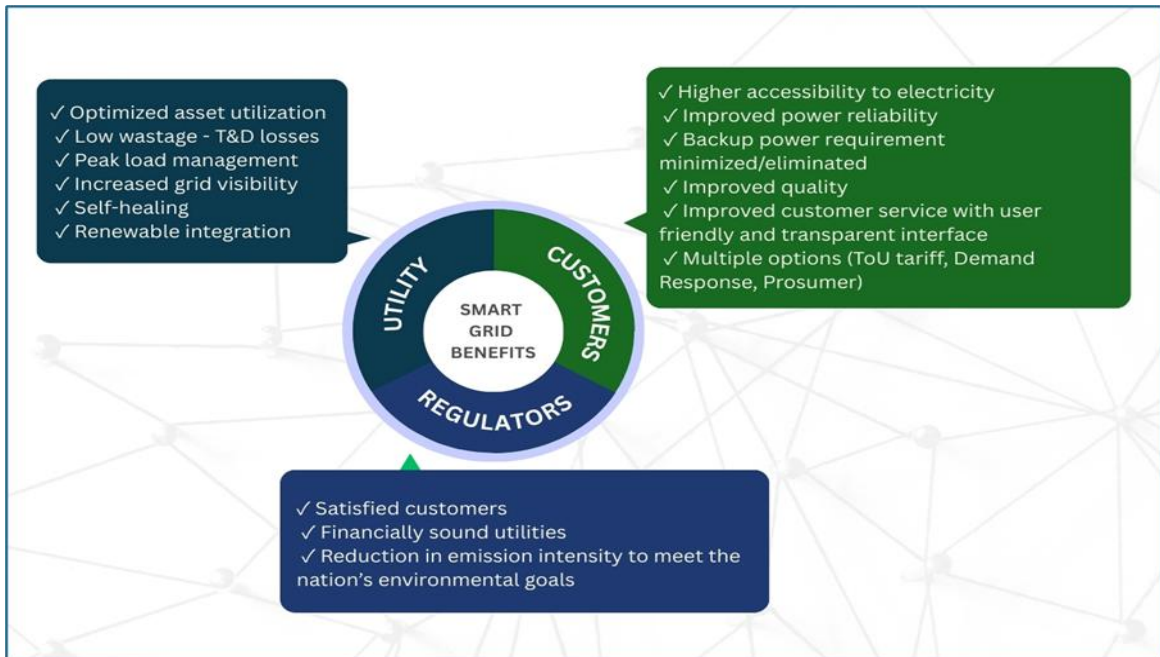 ✓ Optimized asset utilization
✓ Low wastage - T&D losses
✓ Peak load management
✓ Increased grid visibility
✓ Self-healing
✓ Renewable integration
✓ Higher accessibility to electricity
✓ Improved power reliability
✓ Backup power requirement
minimized/eliminated
✓ Improved quality
✓ Improved customer service with user
friendly and transparent interface
✓ Multiple options (ToU tariff, Demand
Response, Prosumer)
UTILITY
CUSTOMERS
SMART
GRID
BENEFITS
REGULATORS
✓ Satisfied customers
✓ Financially sound utilities
✓ Reduction in emission intensity to meet the
nation’s environmental goals